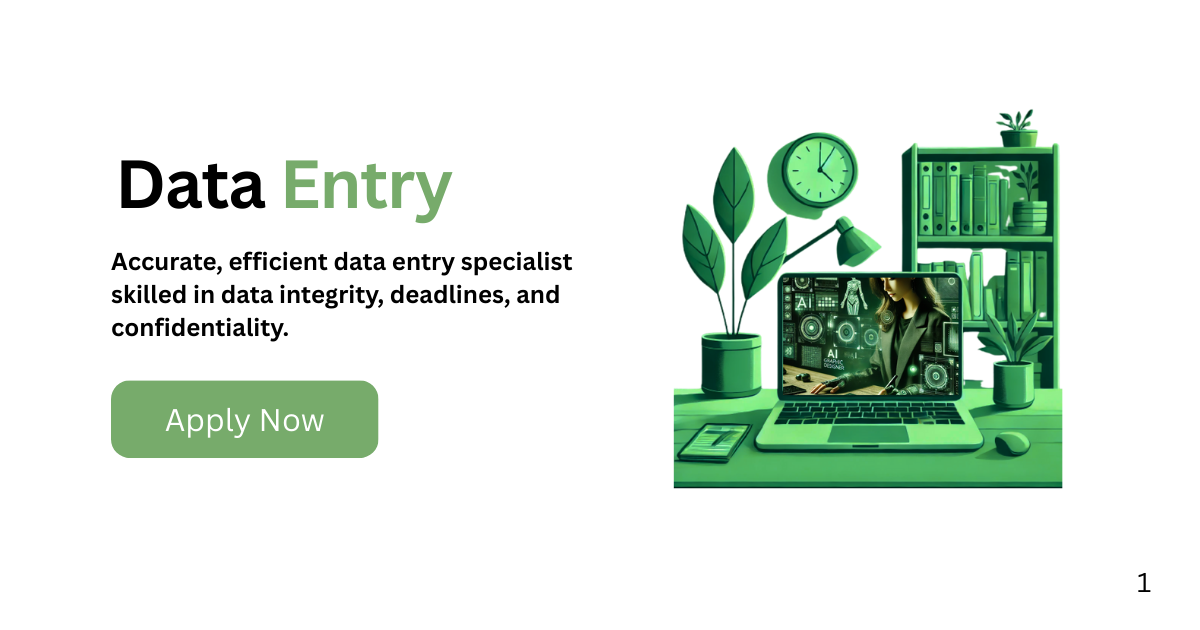 Data Entry
Accurate, efficient data entry specialist
skilled in data integrity, deadlines, and
confidentiality.
Apply Now
AI
AI
GRAPHIC
DESIGNER
1